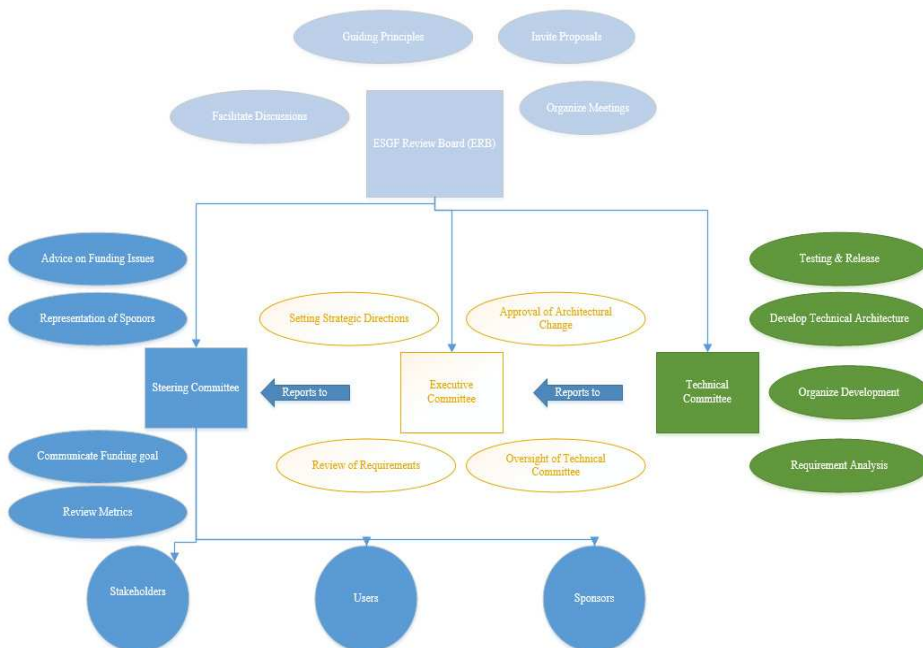 Guiding Principles
Invite Proposals
Facilitate Discussions
Organize Meetings
ESGF Review Board (ERB)
Advice on Funding Issues
Testing & Release
Representation of Sponors
Setting Strategic Directions
Approval of Architectural
Change
Develop Technical Architecture
Steering Committee
Reports to
Executive
Committee
Reports to
Technical
Committee
Organize Development
Communicate Funding goal
Review of Requirements
Oversight of Technical
Committee
Requirement Analysis
Review Metrics
Stakeholders
Users
Sponsors